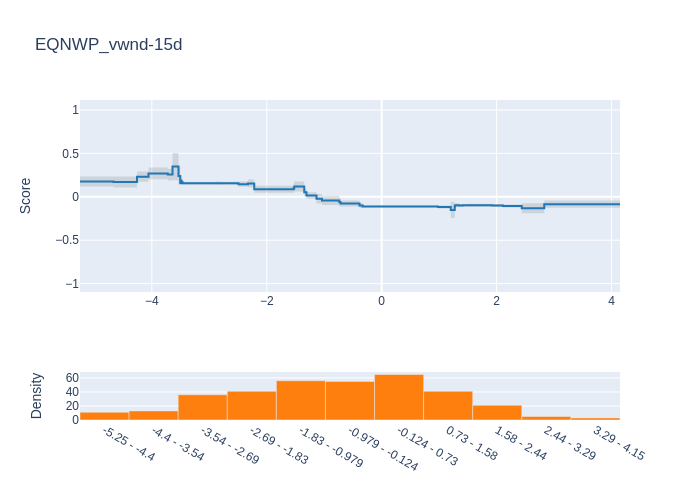 EQNWP_vwnd-15d
Score
1
0.5
0
−0.5
−1
−4
−2
0
2
4
Density
60
40
20
0
-5.25 - -4.4
-4.4 - -3.54
-3.54 - -2.69
-2.69 - -1.83
-1.83 - -0.979
-0.979 - -0.124
-0.124 - 0.73
0.73 - 1.58
1.58 - 2.44
2.44 - 3.29
3.29 - 4.15